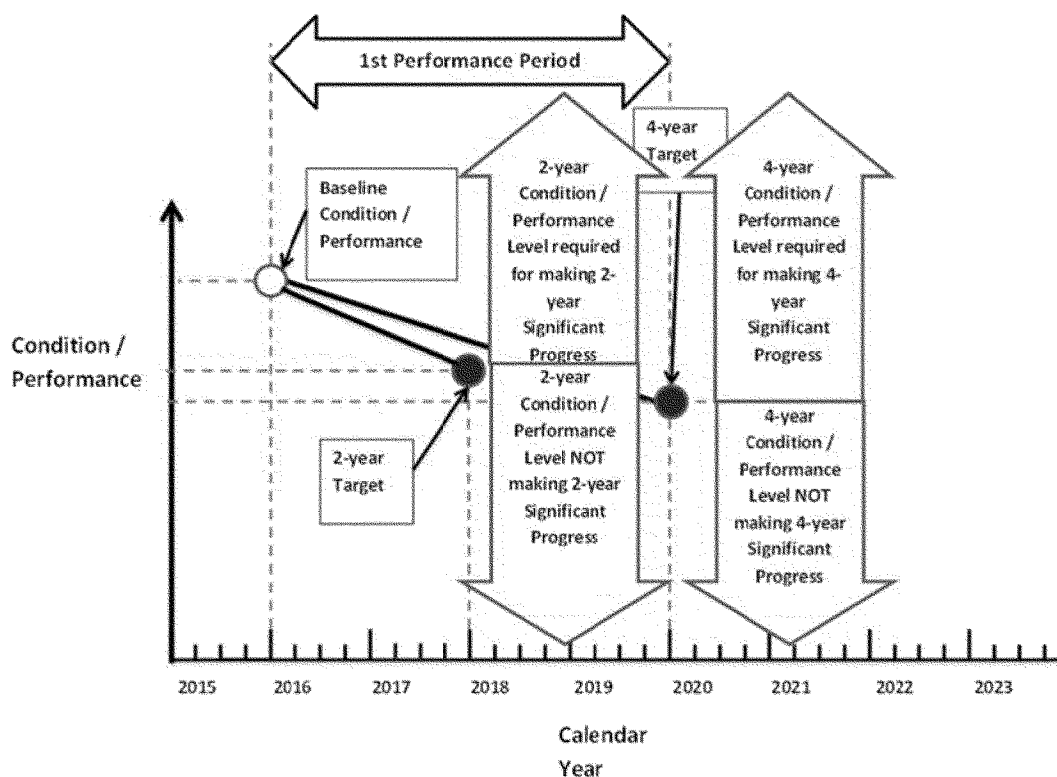 1st Performance Period
4-year
Target
2-year
Condition /
Performance
Level required
for making 2-
year
Significant
Progress
4-year
Condition /
Performance
Level required
for making 4-
year
Significant
Progress
Baseline
Condition /
Performance
Condition /
Performance
2-year
Target
2-year
Condition /
Performance
Level NOT
making 2-year
Significant
Progress
4-year
Condition /
Performance
Level NOT
making 4-year
Significant
Progress
2015 2016 2017 2018 2019 2020 2021 2022 2023
Calendar
Year